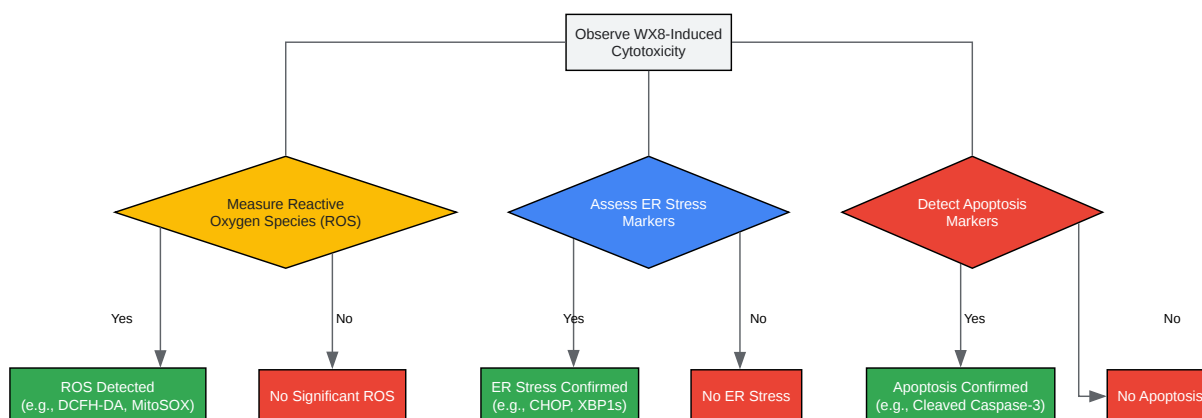 Observe WX8-Induced
Cytotoxicity
Measure Reactive
Oxygen Species (ROS)
Assess ER Stress
Markers
Detect Apoptosis
Markers
Yes
No
Yes
No
Yes
No
ROS Detected
(e.g., DCFH-DA, MitoSOX)
No Significant ROS
ER Stress Confirmed
(e.g., CHOP, XBP1s)
No ER Stress
Apoptosis Confirmed
(e.g., Cleaved Caspase-3)
No Apoptosis